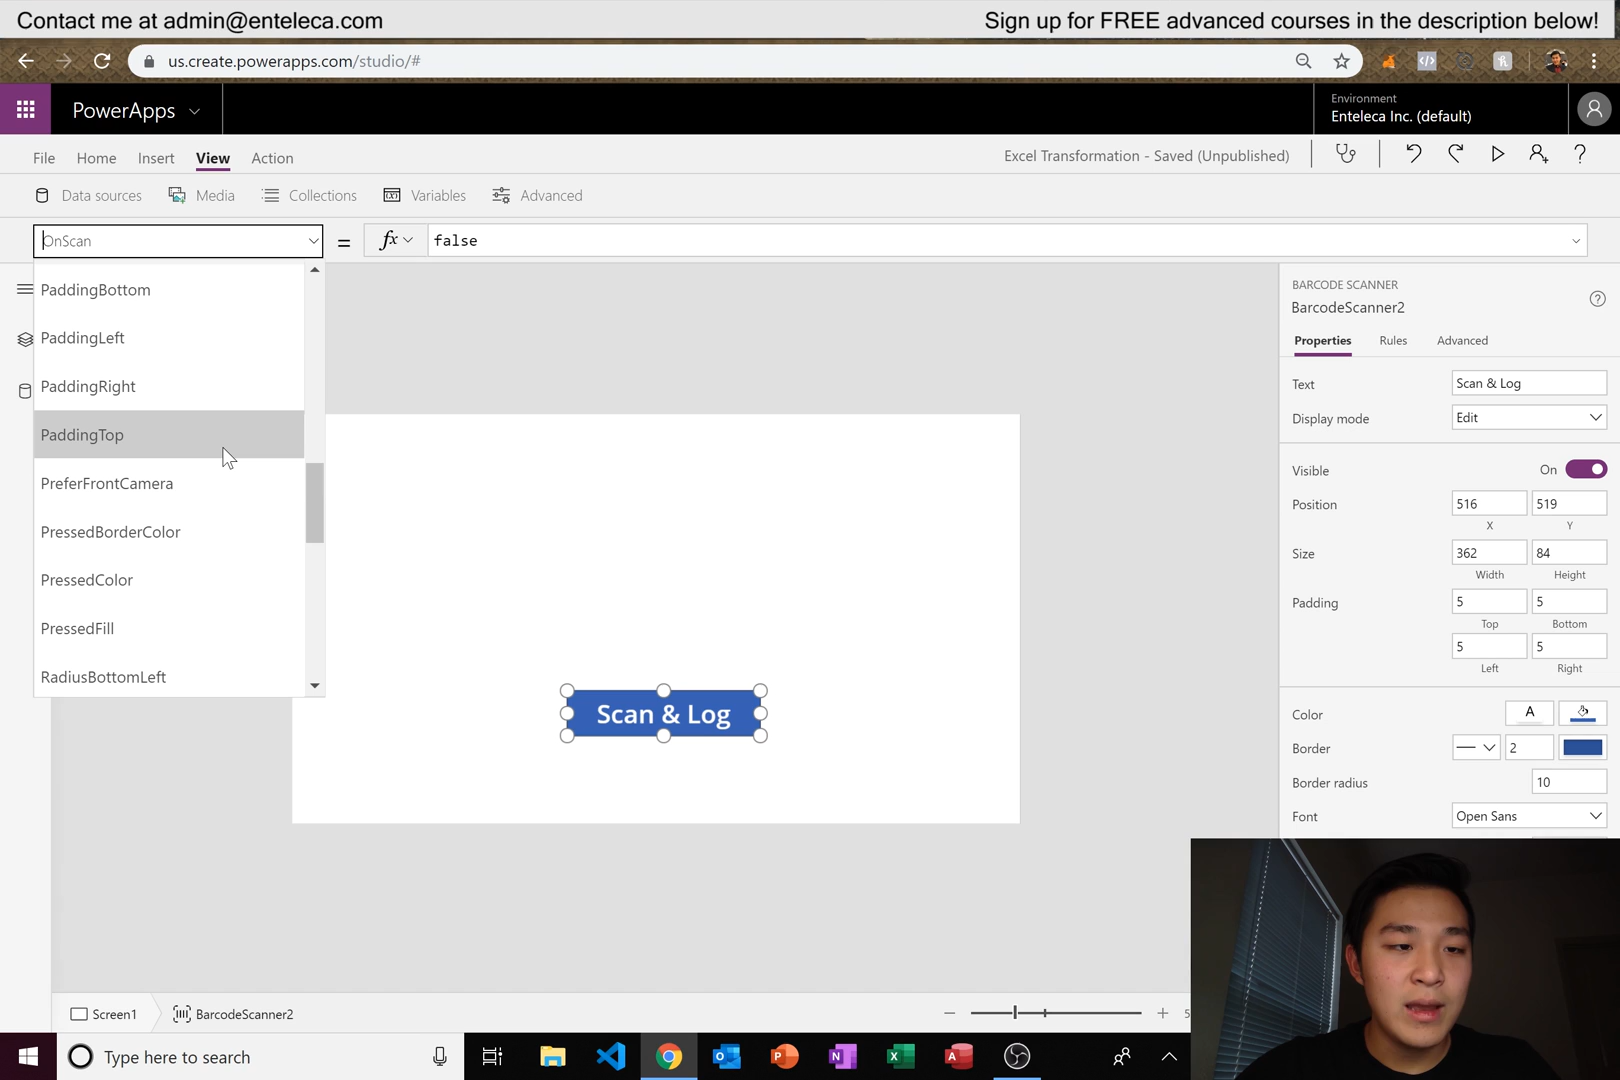 Contact me at admin@enteleca.com
Sign up for FREE advanced courses in the description below!
us.create.powerapps.com/studio/#
PowerApps
Environment
Enteleca Inc. (default)
File Home Insert View Action
Excel Transformation - Saved (Unpublished)
Data sources Media Collections Variables Advanced
OnScan = fx false
PaddingBottom
PaddingLeft
PaddingRight
PaddingTop
PreferFrontCamera
PressedBorderColor
PressedColor
PressedFill
RadiusBottomLeft
Scan & Log
BARCODE SCANNER
BarcodeScanner2
Properties Rules Advanced
Text Scan & Log
Display mode Edit
Visible On
Position 516 519
X Y
Size 362 84
Width Height
Padding 5 5
Top Bottom
5 5
Left Right
Color A
Border 2
Border radius 10
Font Open Sans
Screen1 BarcodeScanner2
5
Type here to search